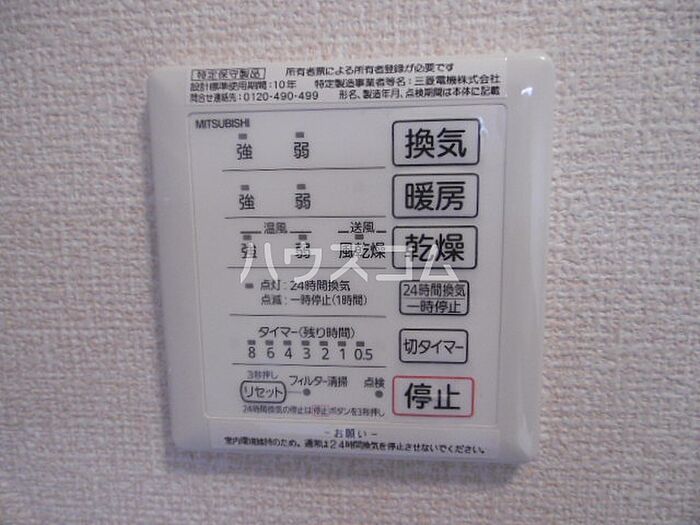 特定保守製品 所有者票による所有者登録が必要です
設計標準使用期間:10年 特定製造事業者等名:三菱電機株式会社
問合せ連絡先:0120-490-499 形名、製造年月、点検期間は本体に記載
MITSUBISHI
強 弱 換気
強 弱 暖房
温風 送風
強 弱 風乾燥 乾燥
ハウスコム
点灯:24時間換気
点滅:一時停止(1時間)
24時間換気
一時停止
タイマー(残り時間)
8 6 4 3 2 1 0.5
切タイマー
3秒押し
リセット フィルター清掃 点検
停止
24時間換気の停止は停止ボタンを3秒押し
-お願い-
室内環境維持のため、通常は24時間換気を停止させないでください。